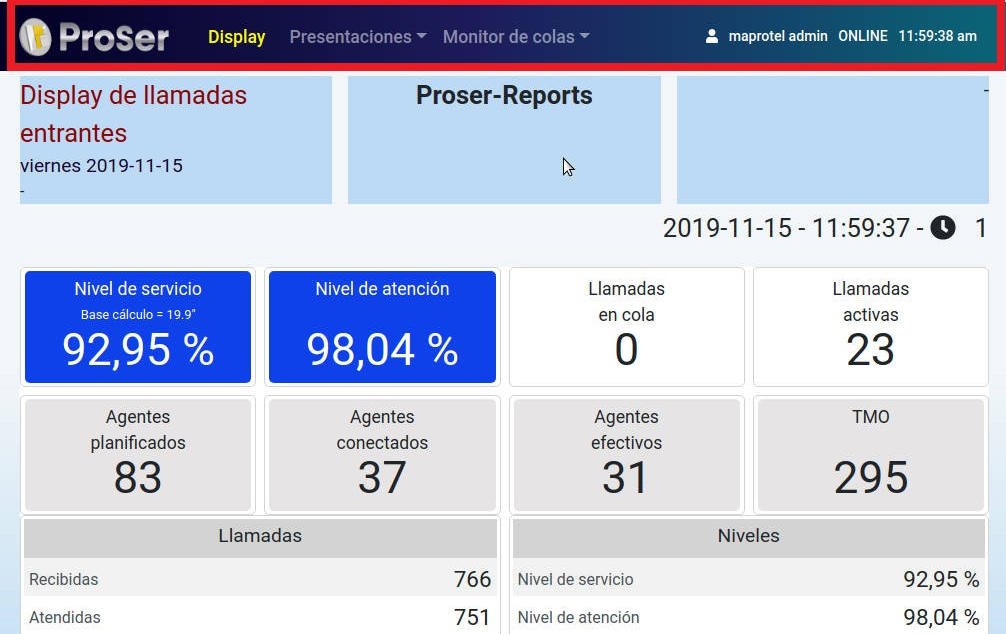 ProSer Display Presentaciones Monitor de colas maprotel admin ONLINE 11:59:38 am
Display de llamadas
entrantes
viernes 2019-11-15
-
Proser-Reports
-
2019-11-15 - 11:59:37 - 1
Nivel de servicio
Base cálculo = 19.9"
92,95 %
Nivel de atención
98,04 %
Llamadas
en cola
0
Llamadas
activas
23
Agentes
planificados
83
Agentes
conectados
37
Agentes
efectivos
31
TMO
295
Llamadas
Recibidas 766
Atendidas 751
Niveles
Nivel de servicio 92,95 %
Nivel de atención 98,04 %